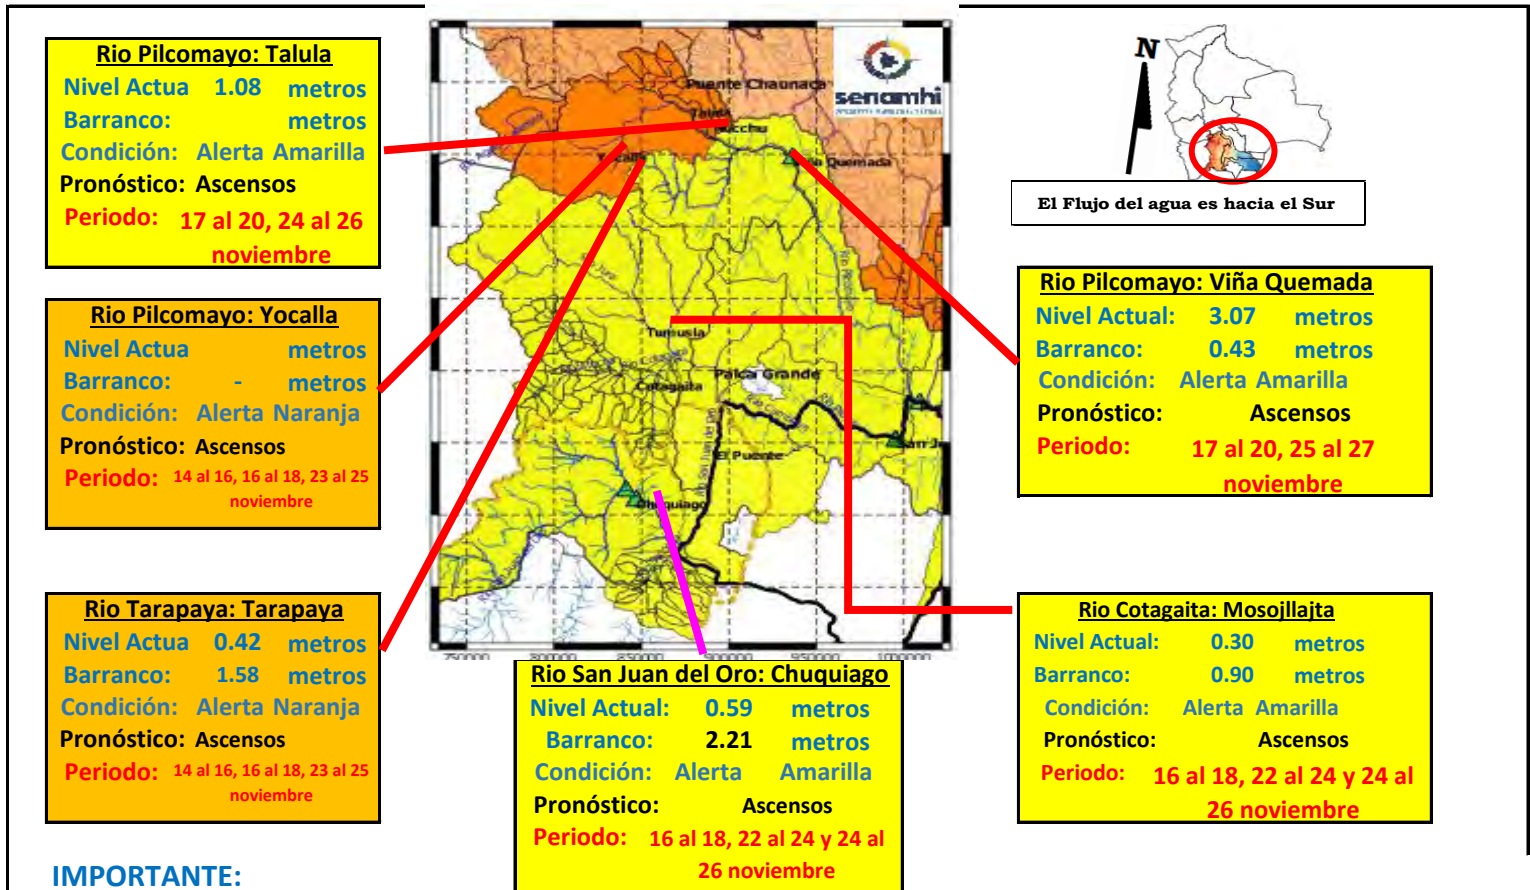 Rio Pilcomayo: Talula
Nivel Actua 1.08 metros
Barranco: metros
Condición: Alerta Amarilla
Pronóstico: Ascensos
Periodo: 17 al 20, 24 al 26
noviembre
Rio Pilcomayo: Yocalla
Nivel Actua metros
Barranco: - metros
Condición: Alerta Naranja
Pronóstico: Ascensos
Periodo: 14 al 16, 16 al 18, 23 al 25
noviembre
Rio Tarapaya: Tarapaya
Nivel Actua 0.42 metros
Barranco: 1.58 metros
Condición: Alerta Naranja
Pronóstico: Ascensos
Periodo: 14 al 16, 16 al 18, 23 al 25
noviembre
IMPORTANTE:
senamhi
Puente Chaunaca
Talula
Quemada
Tumusla
Cotagaita
Palca Grande
El Puente
Chuquiago
750000 800000 850000 900000 950000 1000000
Rio San Juan del Oro: Chuquiago
Nivel Actual: 0.59 metros
Barranco: 2.21 metros
Condición: Alerta Amarilla
Pronóstico: Ascensos
Periodo: 16 al 18, 22 al 24 y 24 al
26 noviembre
N
El Flujo del agua es hacia el Sur
Rio Pilcomayo: Viña Quemada
Nivel Actual: 3.07 metros
Barranco: 0.43 metros
Condición: Alerta Amarilla
Pronóstico: Ascensos
Periodo: 17 al 20, 25 al 27
noviembre
Rio Cotagaita: Mosojllajta
Nivel Actual: 0.30 metros
Barranco: 0.90 metros
Condición: Alerta Amarilla
Pronóstico: Ascensos
Periodo: 16 al 18, 22 al 24 y 24 al
26 noviembre